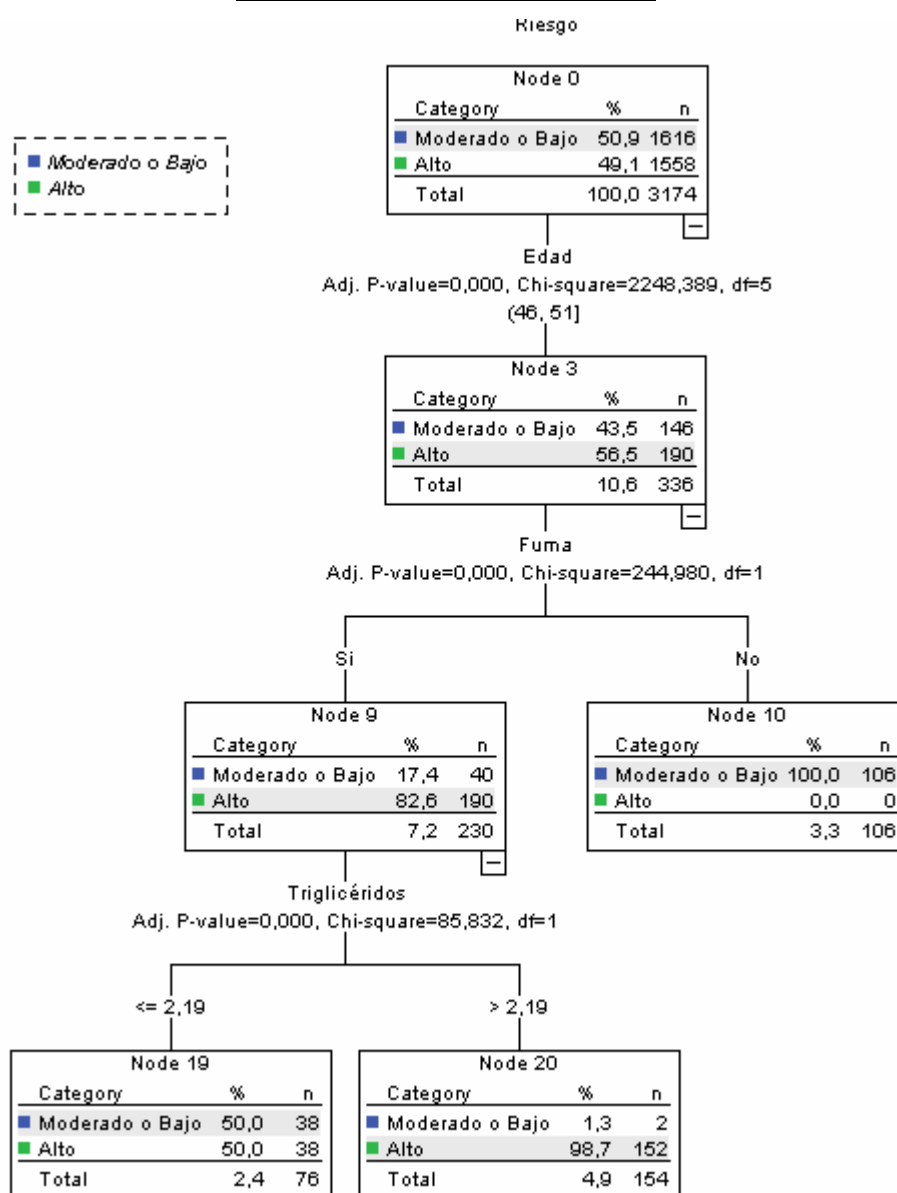 Riesgo
Moderado o Bajo
Alto
Node 0
Category % n
Moderado o Bajo 50,9 1616
Alto 49,1 1558
Total 100,0 3174
Edad
Adj. P-value=0,000, Chi-square=2248,389, df=5
(46, 51]
Node 3
Category % n
Moderado o Bajo 43,5 146
Alto 56,5 190
Total 10,6 336
Fuma
Adj. P-value=0,000, Chi-square=244,980, df=1
Si No
Node 9
Category % n
Moderado o Bajo 17,4 40
Alto 82,6 190
Total 7,2 230
Node 10
Category % n
Moderado o Bajo 100,0 106
Alto 0,0 0
Total 3,3 106
Triglicéridos
Adj. P-value=0,000, Chi-square=85,832, df=1
<= 2,19 > 2,19
Node 19
Category % n
Moderado o Bajo 50,0 38
Alto 50,0 38
Total 2,4 76
Node 20
Category % n
Moderado o Bajo 1,3 2
Alto 98,7 152
Total 4,9 154